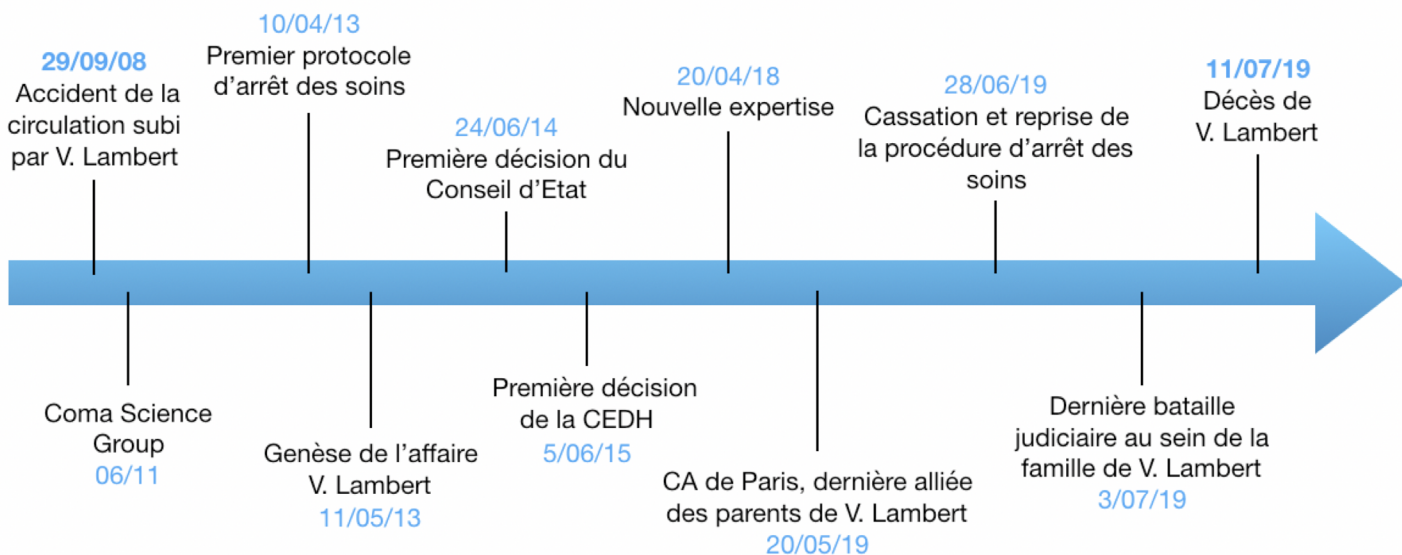 29/09/08
Accident de la
circulation subi
par V. Lambert
10/04/13
Premier protocole
d’arrêt des soins
24/06/14
Première décision du
Conseil d’Etat
20/04/18
Nouvelle expertise
28/06/19
Cassation et reprise de
la procédure d’arrêt des
soins
11/07/19
Décès de
V. Lambert
Coma Science
Group
06/11
Genèse de l’affaire
V. Lambert
11/05/13
Première décision
de la CEDH
5/06/15
CA de Paris, dernière alliée
des parents de V. Lambert
20/05/19
Dernière bataille
judiciaire au sein de la
famille de V. Lambert
3/07/19